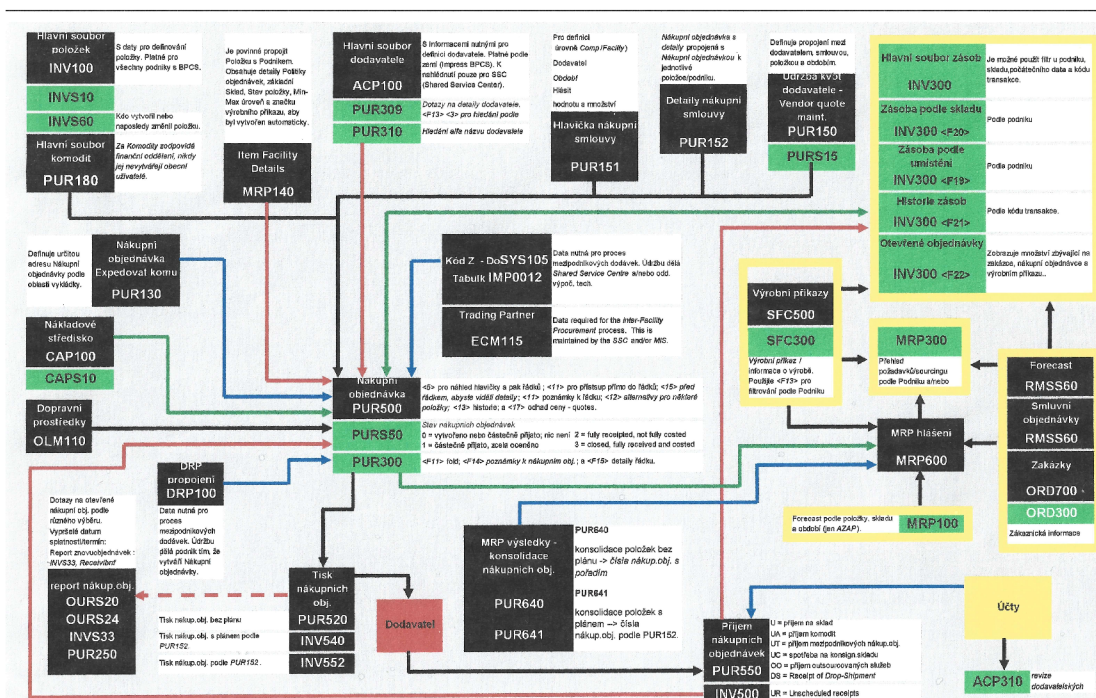 Hlavní soubor
položek
INV100
INVS10
INVS60
Hlavní soubor
komodit
PUR180
S daty pro definování
položky. Platné pro
všechny podniky s BPCS.
Kdo vytvořil nebo
naposledy změnil položku.
Za Komodity zodpovídá
finanční oddělení, nikdy
jej nevytvářejí obecní
uživatelé.
Je povinné propojit
Položku s Podnikem.
Obsahuje detaily Politiky
objednávek, základní
Sklad, Stav položky, Min-
Max úroveň a značku
výrobního příkazu, aby
byl vytvořen automaticky.
Item Facility
Details
MRP140
Hlavní soubor
dodavatele
ACP100
PUR309
PUR310
S informacemi nutnými pro
definici dodavatele. Platné podle
zemí (Impress BPCS). K
nahlédnutí pouze pro SSC
(Shared Service Center).
Dotazy na detaily dodavatele.
<F13> <3> pro hledání podle
Hledání alfa názvu dodavatele
Pro definici
úrovně Comp/Facility)
Dodavatel
Období
Hlásit
hodnotu a množství
Hlavička nákupní
smlouvy
PUR151
Nákupní objednávka s
detaily propojená s
Nákupní objednávkou k
jednotivé
položce/podniku.
Detaily nákupní
smlouvy
PUR152
Definuje propojení mezi
dodavatelem, smlouvou,
položkou a obdobím.
Údržba kvót
dodavatele -
Vendor quote
maint.
PUR150
PURS15
Hlavní soubor zásob
INV300
Je možné použít filtr u podniku,
skladu,počátečního data a kódu
transakce.
Zásoba podle skladu
INV300 <F20>
Podle podniku
Zásoba podle
umístění
INV300 <F19>
Podla podniku
Historie zásob
INV300 <F21>
Podle kódu transakce.
Otevřené objednávky
INV300 <F22>
Zobrazuje množství zbývající na
zakázce, nákupní objednávce a
výrobním příkazu..
Definuje určitou
adresu Nákupní
objednávky podle
oblasti vykládky.
Nákupní
objednávka
Expedovat komu
PUR130
Kód Z - DoSYS105
Tabulk IMP0012
Data nutná pro proces
mezipodnikových dodávek. Údržbu dělá
Shared Service Centre a/nebo odd.
výpoč. tech.
Trading Partner
ECM115
Data required for the Inter-Facility
Procurement process. This is
maintained by the SSC and/or MIS.
Výrobní příkazy
SFC500
SFC300
Výrobní příkez /
informace o výrobě.
Použijte <F13> pro
filtrování podle Podniku
MRP300
Přehled
požadavků/sourcingu
podle Podniku a/nebo
Forecast
RMSS60
Smluvní
objednávky
RMSS60
Zakázky
ORD700
ORD300
Zákaznická informace
Nákladové
středisko
CAP100
CAPS10
Dopravní
prostředky
OLM110
Nákupní
objednávka
PUR500
<5> pro náhled hlavičky a pak řádků ; <11> pro přístup přímo do řádků; <15> před
řádkem, abyste viděli detaily; <11> poznámky k řádku; <12> alternativy pro některé
položky; <13> historie; a <17> odhad ceny - quotes.
PURS50
Stav nákupních objednávek
0 = vytvořeno nebo částečně přijato; nic není 2 = fully receipted, not fully costed
1 = částečně přijato, zcela oceněno 3 = closed, fully received and costed
PUR300
<F11> fold; <F14> poznámky k nákupním obj.; a <F15> detaily řádku.
MRP hlášení
MRP600
Forecast podle položky, skladu
a období (jen AZAP).
MRP100
DRP
propojení
DRP100
Data nutná pro
proces
mezipodnikových
dodávek. Údržbu
dělá podnik tím, že
vytváří Nákupní
objednávky.
Dotazy na otevřené
nákupní obj. podle
různého výběru.
Vypršelé datum
splatnosti/termín:
Report znovuobjednávek :
INVS33, Receiv/brd
report nákup.obj.
OURS20
OURS24
INVS33
PUR250
Tisk
nákupních
obj.
PUR520
INV540
INV552
Tisk nákup.obj. bez plánu
Tisk nákup.obj. s plánem podle
PUR152.
Tisk nákup.obj. podle PUR152 .
Dodavatel
MRP výsledky -
konsolidace
nákupních obj.
PUR640
PUR641
PUR640
konsolidace položek bez
plánu -> čísla nákup.obj. s
pořadím
PUR641
konsolidace položek s
plánem -> čísla
nákup.obj. podle PUR152.
Příjem
nákupních
objednávek
PUR550
INV500
U = příjem na sklad
UA = příjem komodit
UT = příjem mezipodnikových nákup.obj.
UC = spotřeba na konsign.skladu
OO = příjem outsourcovaných služeb
DS = Receipt of Drop-Shipment
UR = Unscheduled receipts
Účty
ACP310
revize
dodavatelských